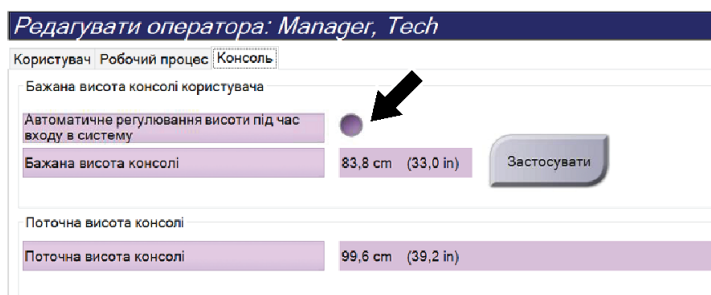 Редагувати оператора: Manager, Tech
Користувач Робочий процес Консоль
Бажана висота консолі користувача
Автоматичне регулювання висоти під час
входу в систему
Бажана висота консолі 83,8 cm (33,0 in) Застосувати
Поточна висота консолі
Поточна висота консолі 99,6 cm (39,2 in)